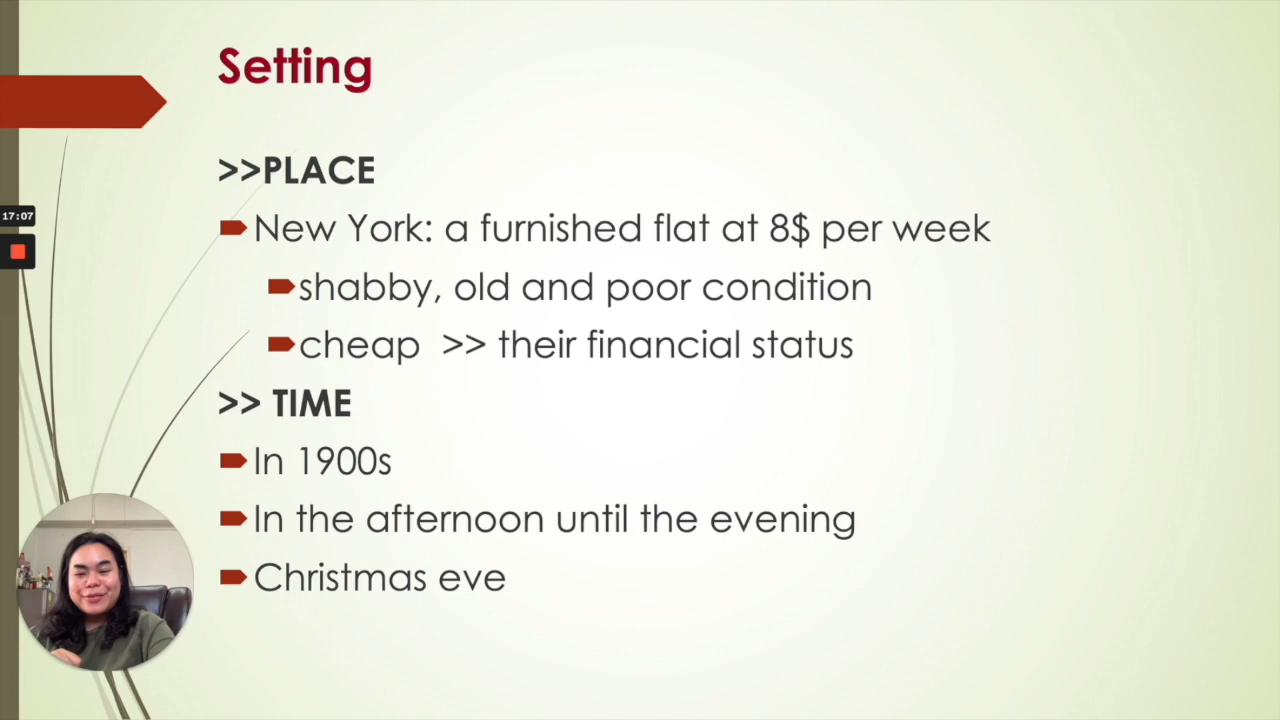 Setting
>>PLACE
New York: a furnished flat at 8$ per week
shabby, old and poor condition
cheap >> their financial status
>> TIME
In 1900s
In the afternoon until the evening
Christmas eve
17:07